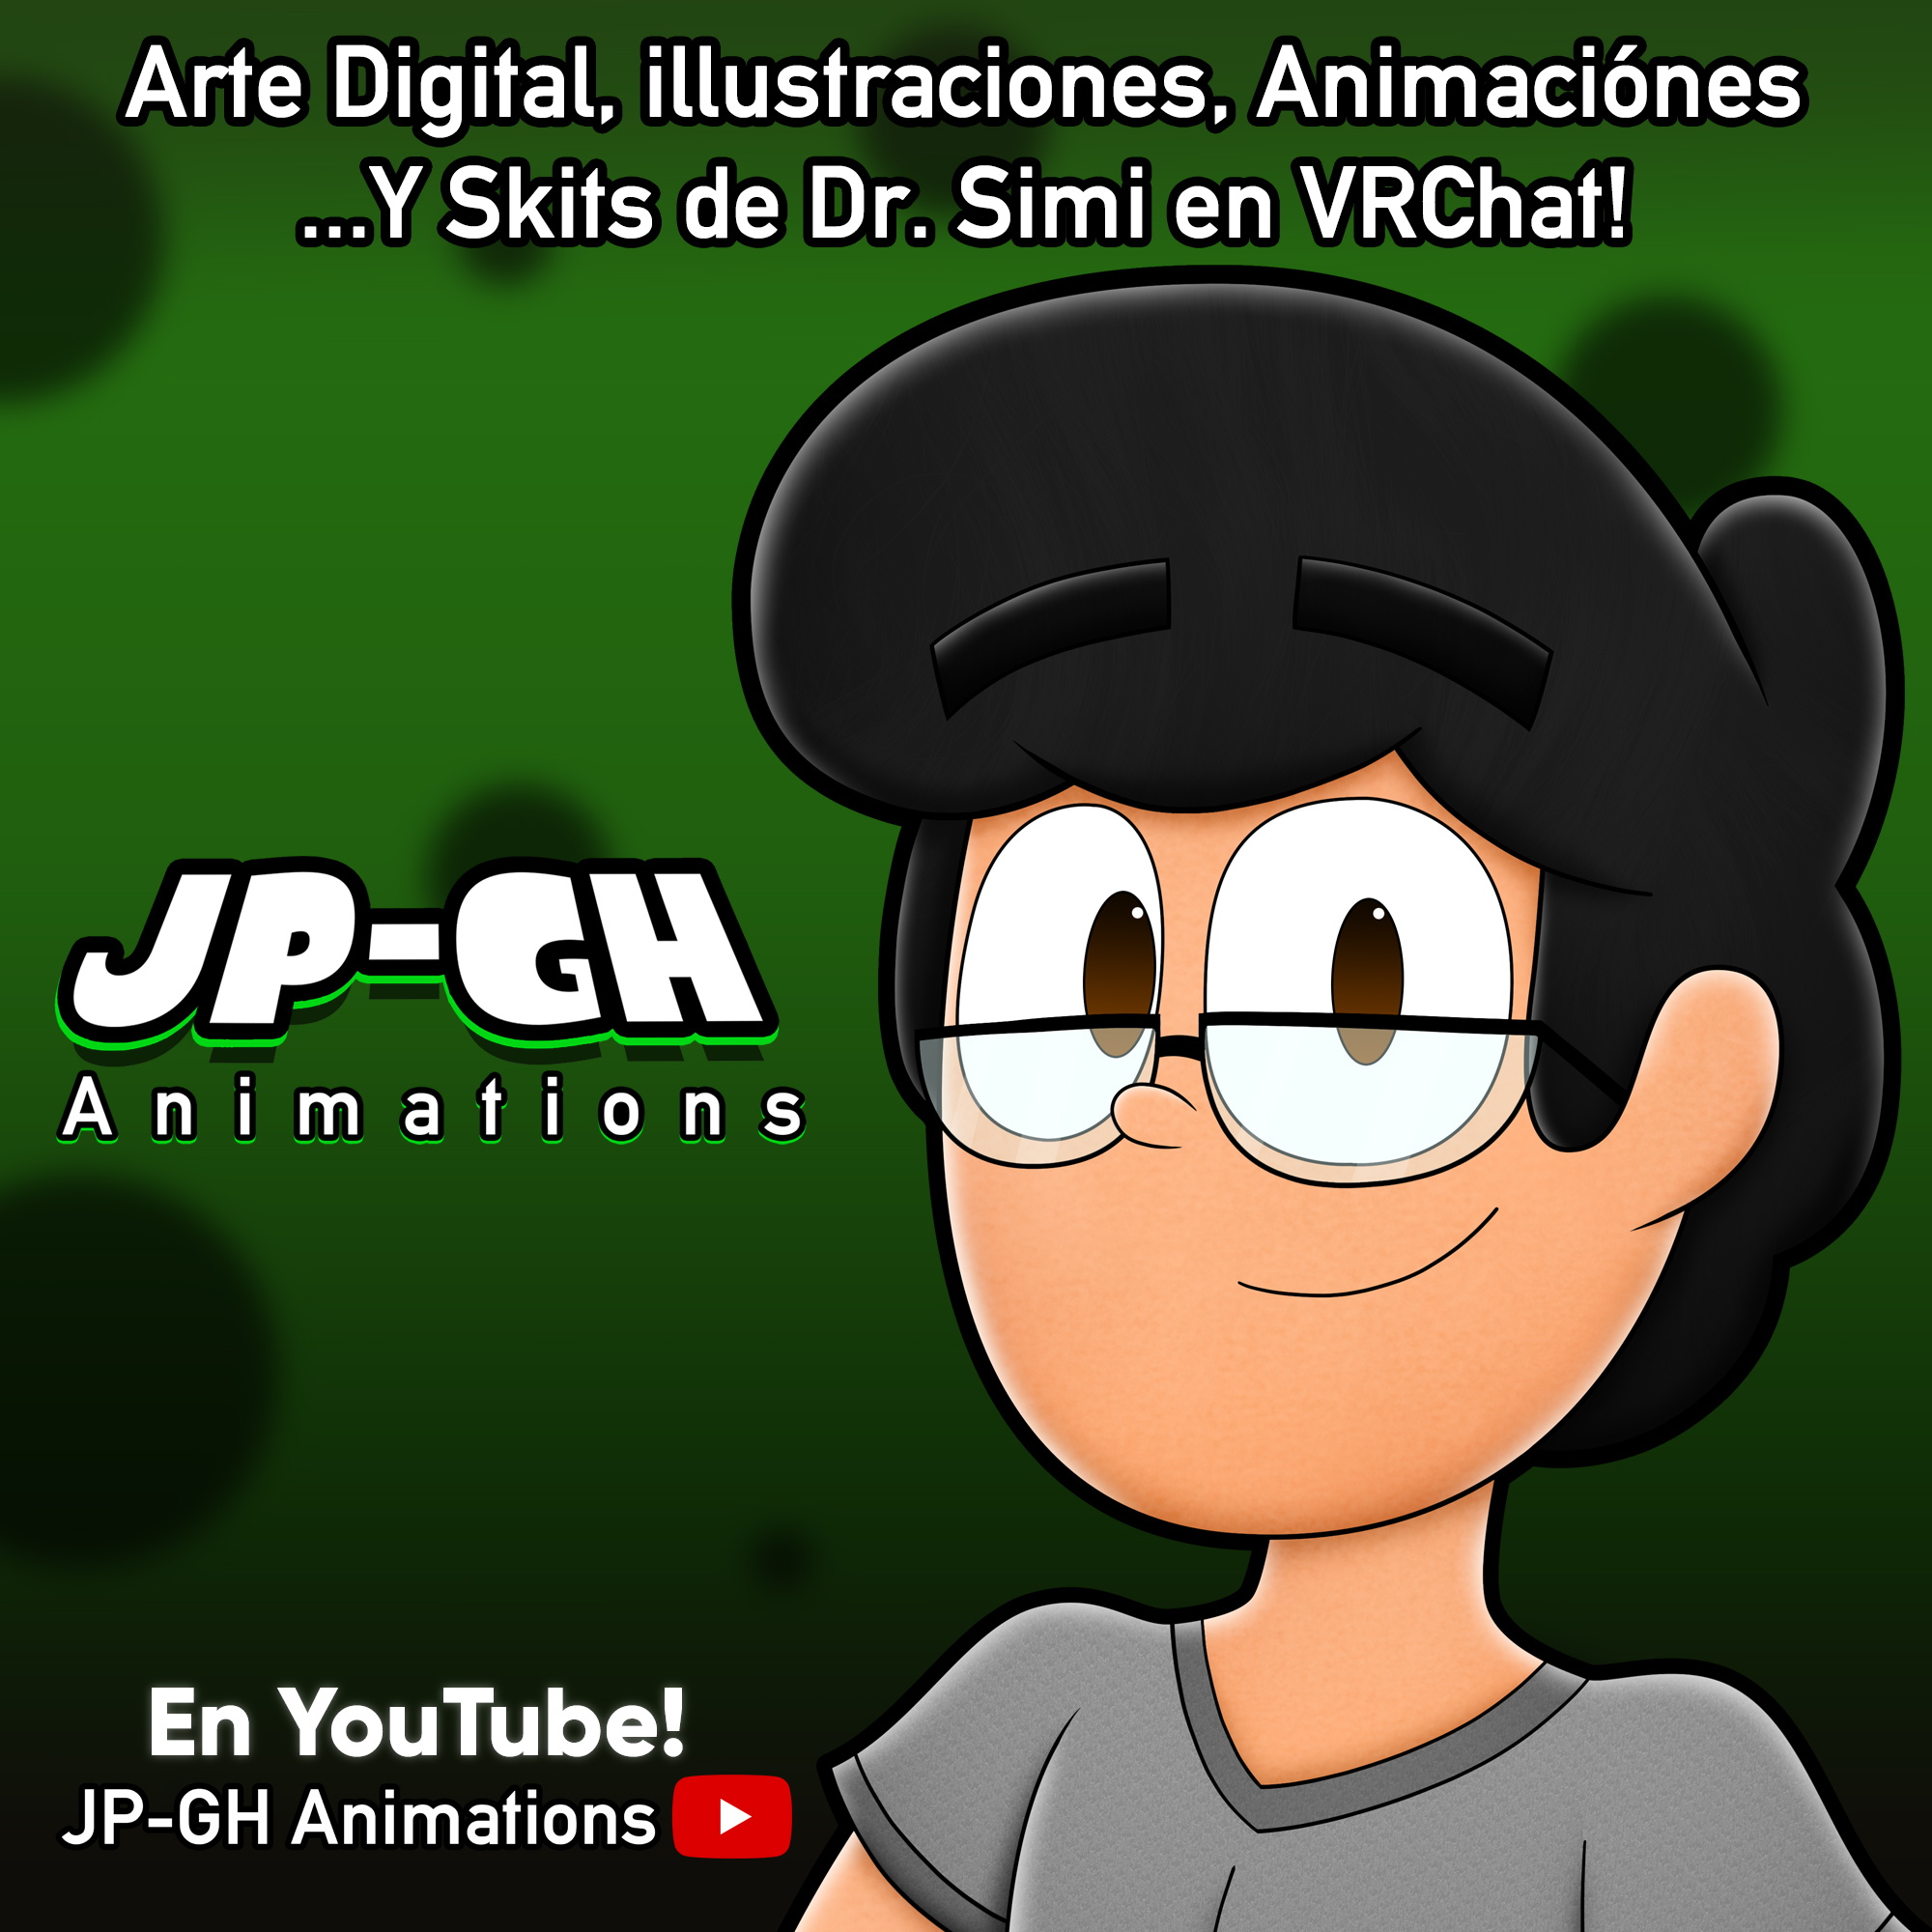 Arte Digital, illustraciones, Animaciónes
...Y Skits de Dr. Simi en VRChat!
JP-GH
Animations
En YouTube!
JP-GH Animations